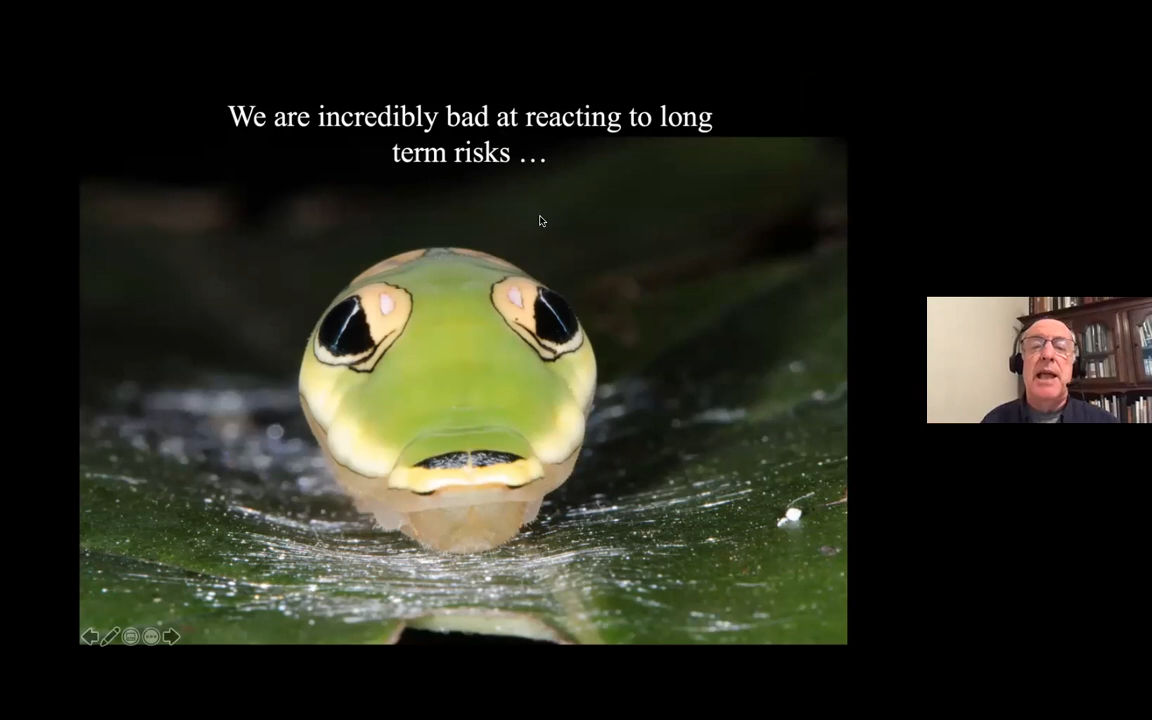 We are incredibly bad at reacting to long
term risks …